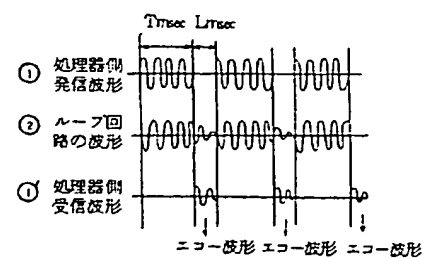 Tmsec Lmsec
① 処理器側
発信波形
② ループ回
路の波形
①′ 処理器側
受信波形
エコー波形 エコー波形 エコー波形